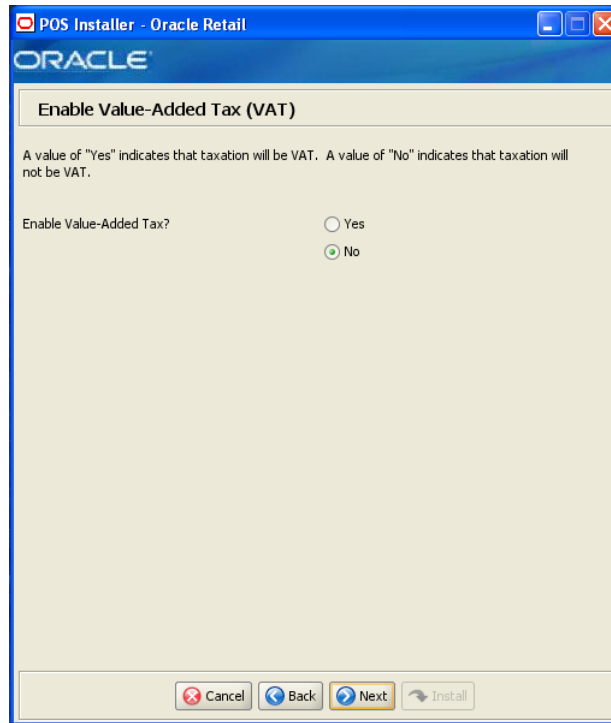 POS Installer - Oracle Retail
ORACLE
Enable Value-Added Tax (VAT)
A value of "Yes" indicates that taxation will be VAT.  A value of "No" indicates that taxation will
not be VAT.
Enable Value-Added Tax? Yes
No
Cancel Back Next Install